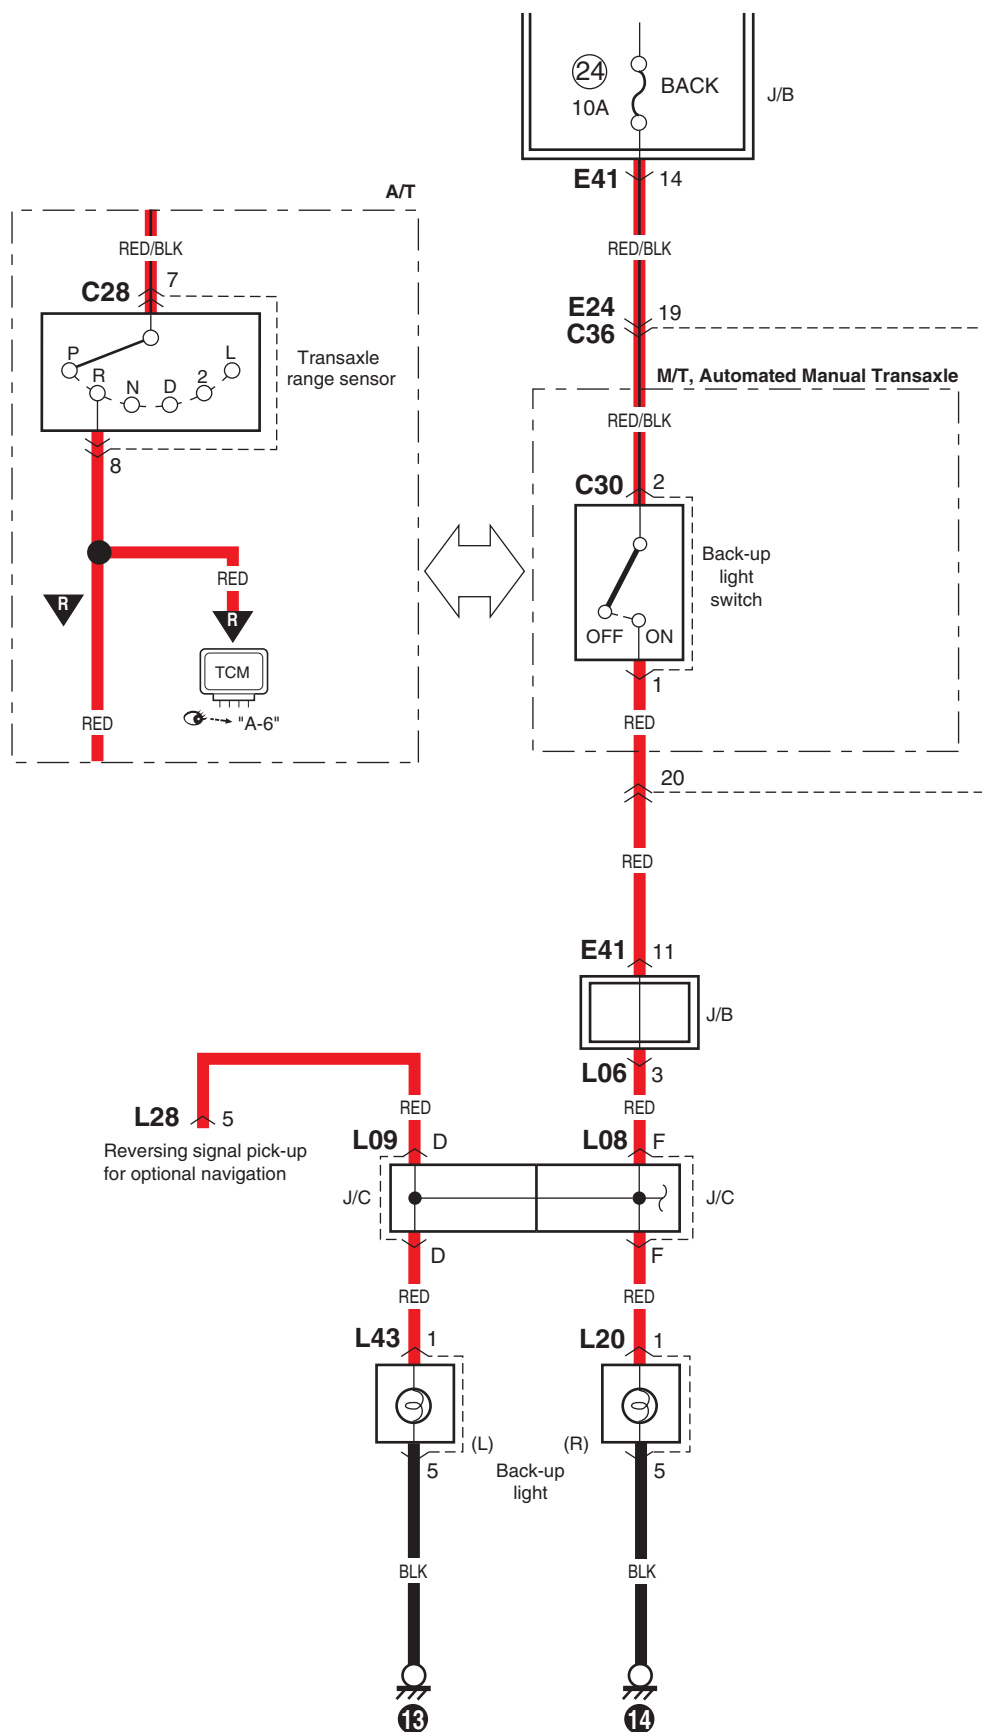 24
10A
BACK
J/B
E41 14
A/T
RED/BLK
RED/BLK
C28 7
E24 19
C36
Transaxle
range sensor
P
R
N
D
2
L
M/T, Automated Manual Transaxle
RED/BLK
8
C30 2
Back-up
light
switch
OFF ON
RED
R
R
TCM
"A-6"
RED
1
RED
20
RED
E41 11
J/B
L06 3
L28 5
Reversing signal pick-up
for optional navigation
RED
RED
L09 D
L08 F
J/C
J/C
D
F
RED
RED
L43 1
L20 1
(L)
(R)
5
Back-up
light
5
BLK
BLK
13
14